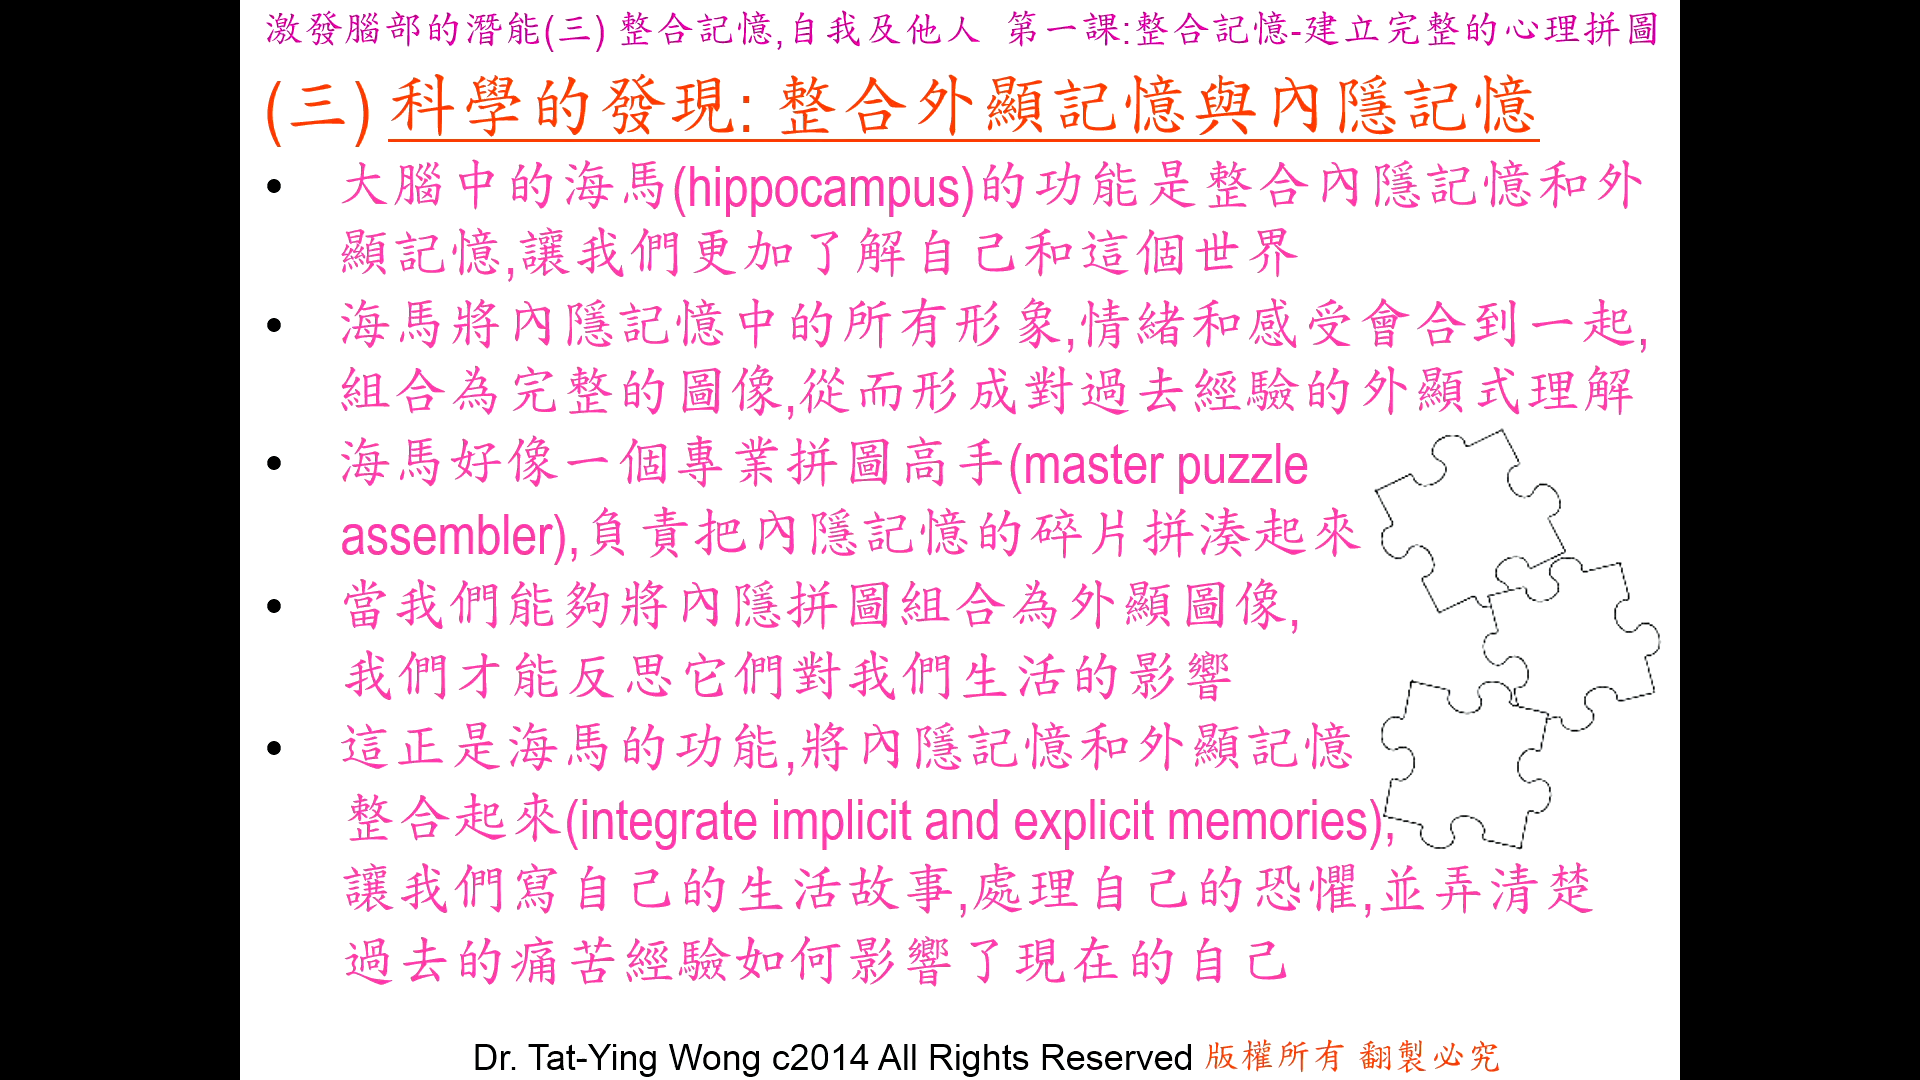 激發腦部的潛能(三) 整合記憶,自我及他人 第一課:整合記憶-建立完整的心理拼圖
(三) 科學的發現: 整合外顯記憶與內隱記憶
• 大腦中的海馬(hippocampus)的功能是整合內隱記憶和外
顯記憶,讓我們更加了解自己和這個世界
• 海馬將內隱記憶中的所有形象,情緒和感受會合到一起,
組合為完整的圖像,從而形成對過去經驗的外顯式理解
• 海馬好像一個專業拼圖高手(master puzzle
assembler),負責把內隱記憶的碎片拼湊起來
• 當我們能夠將內隱拼圖組合為外顯圖像,
我們才能反思它們對我們生活的影響
• 這正是海馬的功能,將內隱記憶和外顯記憶
整合起來(integrate implicit and explicit memories),
讓我們寫自己的生活故事,處理自己的恐懼,並弄清楚
過去的痛苦經驗如何影響了現在的自己
Dr. Tat-Ying Wong c2014 All Rights Reserved 版權所有 翻製必究